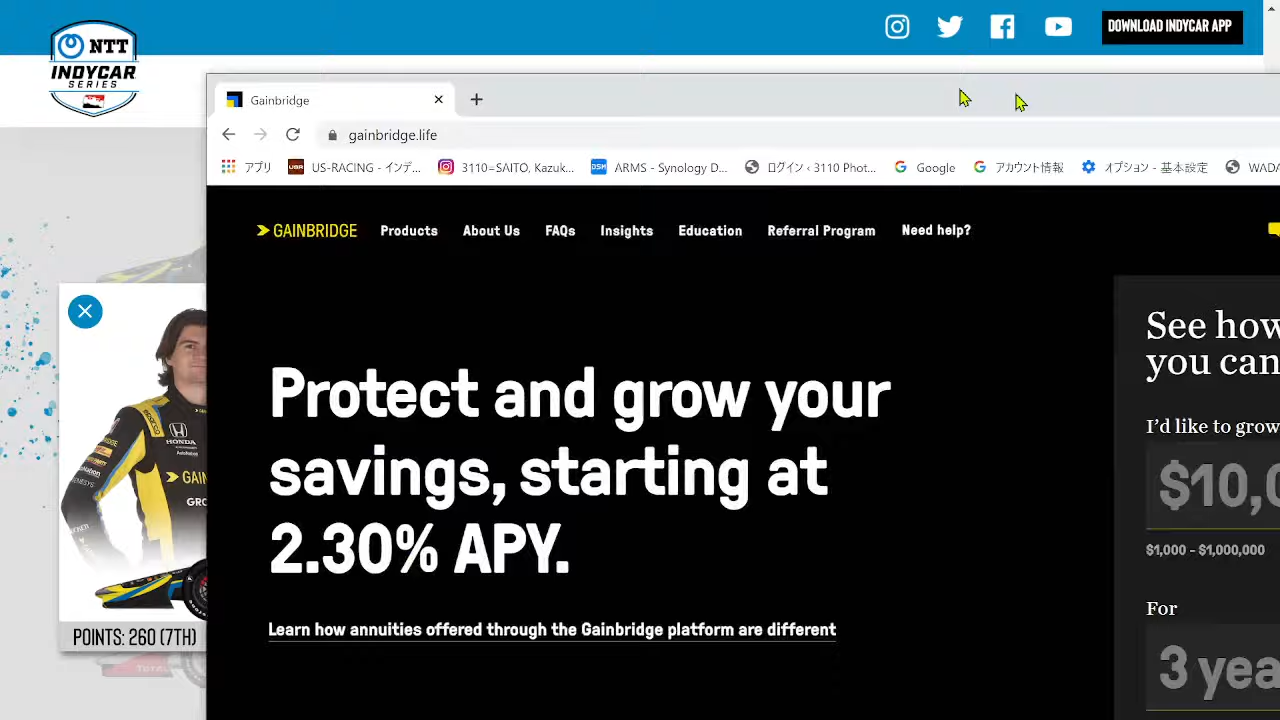 NTT
INDYCAR
SERIES
DOWNLOAD INDYCAR APP
Gainbridge
gainbridge.life
アプリ
US-RACING - インデ...
3110=SAITO, Kazuk...
ARMS - Synology D...
ログイン ‹ 3110 Phot...
Google
アカウント情報
オプション - 基本設定
WADA
GAINBRIDGE
Products
About Us
FAQs
Insights
Education
Referral Program
Need help?
Protect and grow your
savings, starting at
2.30% APY.
Learn how annuities offered through the Gainbridge platform are different
See how
you can
I'd like to grow
$10,0
$1,000 - $1,000,000
For
3 yea
HONDA
GAIN
GRO
POINTS: 260 (7TH)